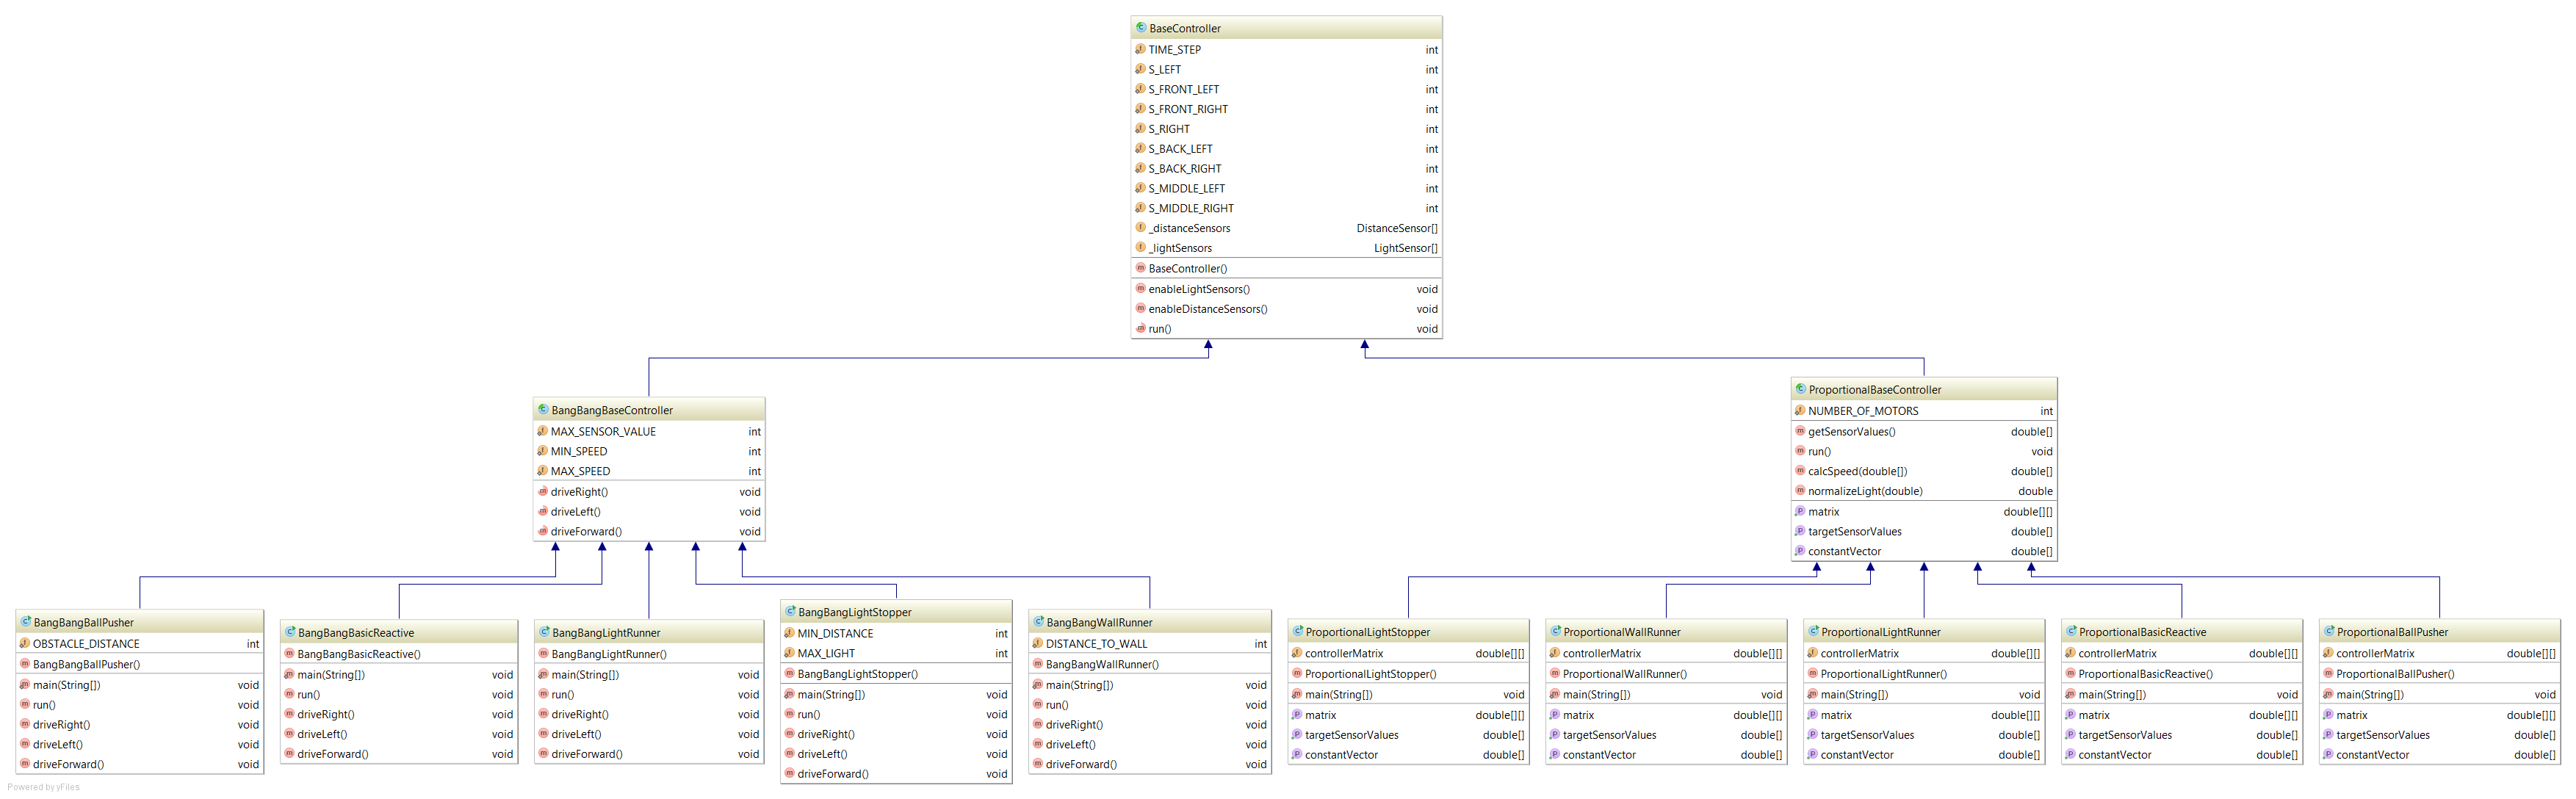 BaseController
TIME_STEP int
S_LEFT int
S_FRONT_LEFT int
S_FRONT_RIGHT int
S_RIGHT int
S_BACK_LEFT int
S_BACK_RIGHT int
S_MIDDLE_LEFT int
S_MIDDLE_RIGHT int
_distanceSensors DistanceSensor[]
_lightSensors LightSensor[]
BaseController()
enableLightSensors() void
enableDistanceSensors() void
run() void
BangBangBaseController
MAX_SENSOR_VALUE int
MIN_SPEED int
MAX_SPEED int
driveRight() void
driveLeft() void
driveForward() void
ProportionalBaseController
NUMBER_OF_MOTORS int
getSensorValues() double[]
run() void
calcSpeed(double[]) double[]
normalizeLight(double) double
matrix double[][]
targetSensorValues double[]
constantVector double[]
BangBangBallPusher
OBSTACLE_DISTANCE int
BangBangBallPusher()
main(String[]) void
run() void
driveRight() void
driveLeft() void
driveForward() void
BangBangBasicReactive
BangBangBasicReactive()
main(String[]) void
run() void
driveRight() void
driveLeft() void
driveForward() void
BangBangLightRunner
BangBangLightRunner()
main(String[]) void
run() void
driveRight() void
driveLeft() void
driveForward() void
BangBangLightStopper
MIN_DISTANCE int
MAX_LIGHT int
BangBangLightStopper()
main(String[]) void
run() void
driveRight() void
driveLeft() void
driveForward() void
BangBangWallRunner
DISTANCE_TO_WALL int
BangBangWallRunner()
main(String[]) void
run() void
driveRight() void
driveLeft() void
driveForward() void
ProportionalLightStopper
controllerMatrix double[][]
ProportionalLightStopper()
main(String[]) void
matrix double[][]
targetSensorValues double[]
constantVector double[]
ProportionalWallRunner
controllerMatrix double[][]
ProportionalWallRunner()
main(String[]) void
matrix double[][]
targetSensorValues double[]
constantVector double[]
ProportionalLightRunner
controllerMatrix double[][]
ProportionalLightRunner()
main(String[]) void
matrix double[][]
targetSensorValues double[]
constantVector double[]
ProportionalBasicReactive
controllerMatrix double[][]
ProportionalBasicReactive()
main(String[]) void
matrix double[][]
targetSensorValues double[]
constantVector double[]
ProportionalBallPusher
controllerMatrix double[][]
ProportionalBallPusher()
main(String[]) void
matrix double[][]
targetSensorValues double[]
constantVector double[]
Powered by yFiles